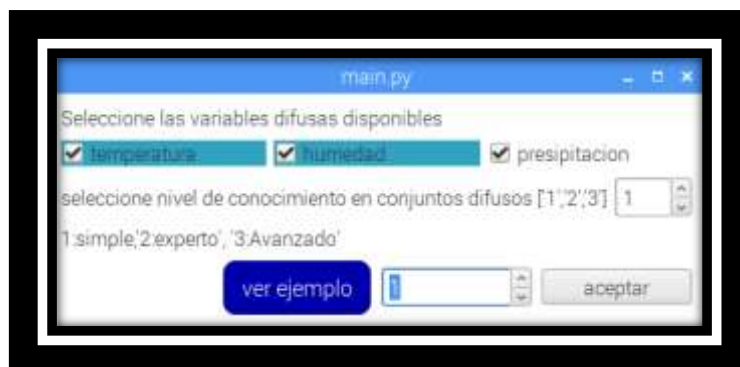 main.py
Seleccione las variables difusas disponibles
temperatura humedad presipitacion
seleccione nivel de conocimiento en conjuntos difusos ['1','2','3'] 1
1:simple,'2:experto', '3:Avanzado'
ver ejemplo 1 aceptar